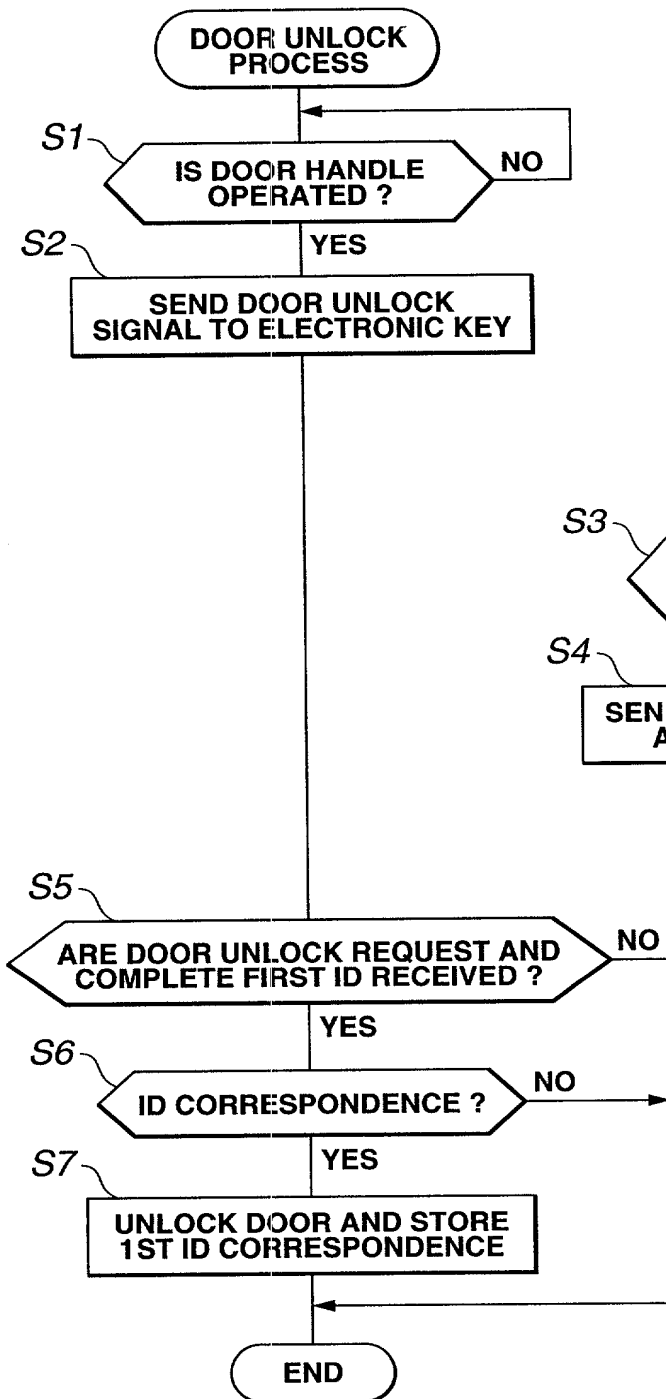 DOOR UNLOCK
PROCESS
S1
IS DOOR HANDLE
OPERATED ?
NO
YES
S2
SEND DOOR UNLOCK
SIGNAL TO ELECTRONIC KEY
S3
S4
SEN
A
S5
ARE DOOR UNLOCK REQUEST AND
COMPLETE FIRST ID RECEIVED ?
NO
YES
S6
ID CORRESPONDENCE ?
NO
YES
S7
UNLOCK DOOR AND STORE
1ST ID CORRESPONDENCE
END